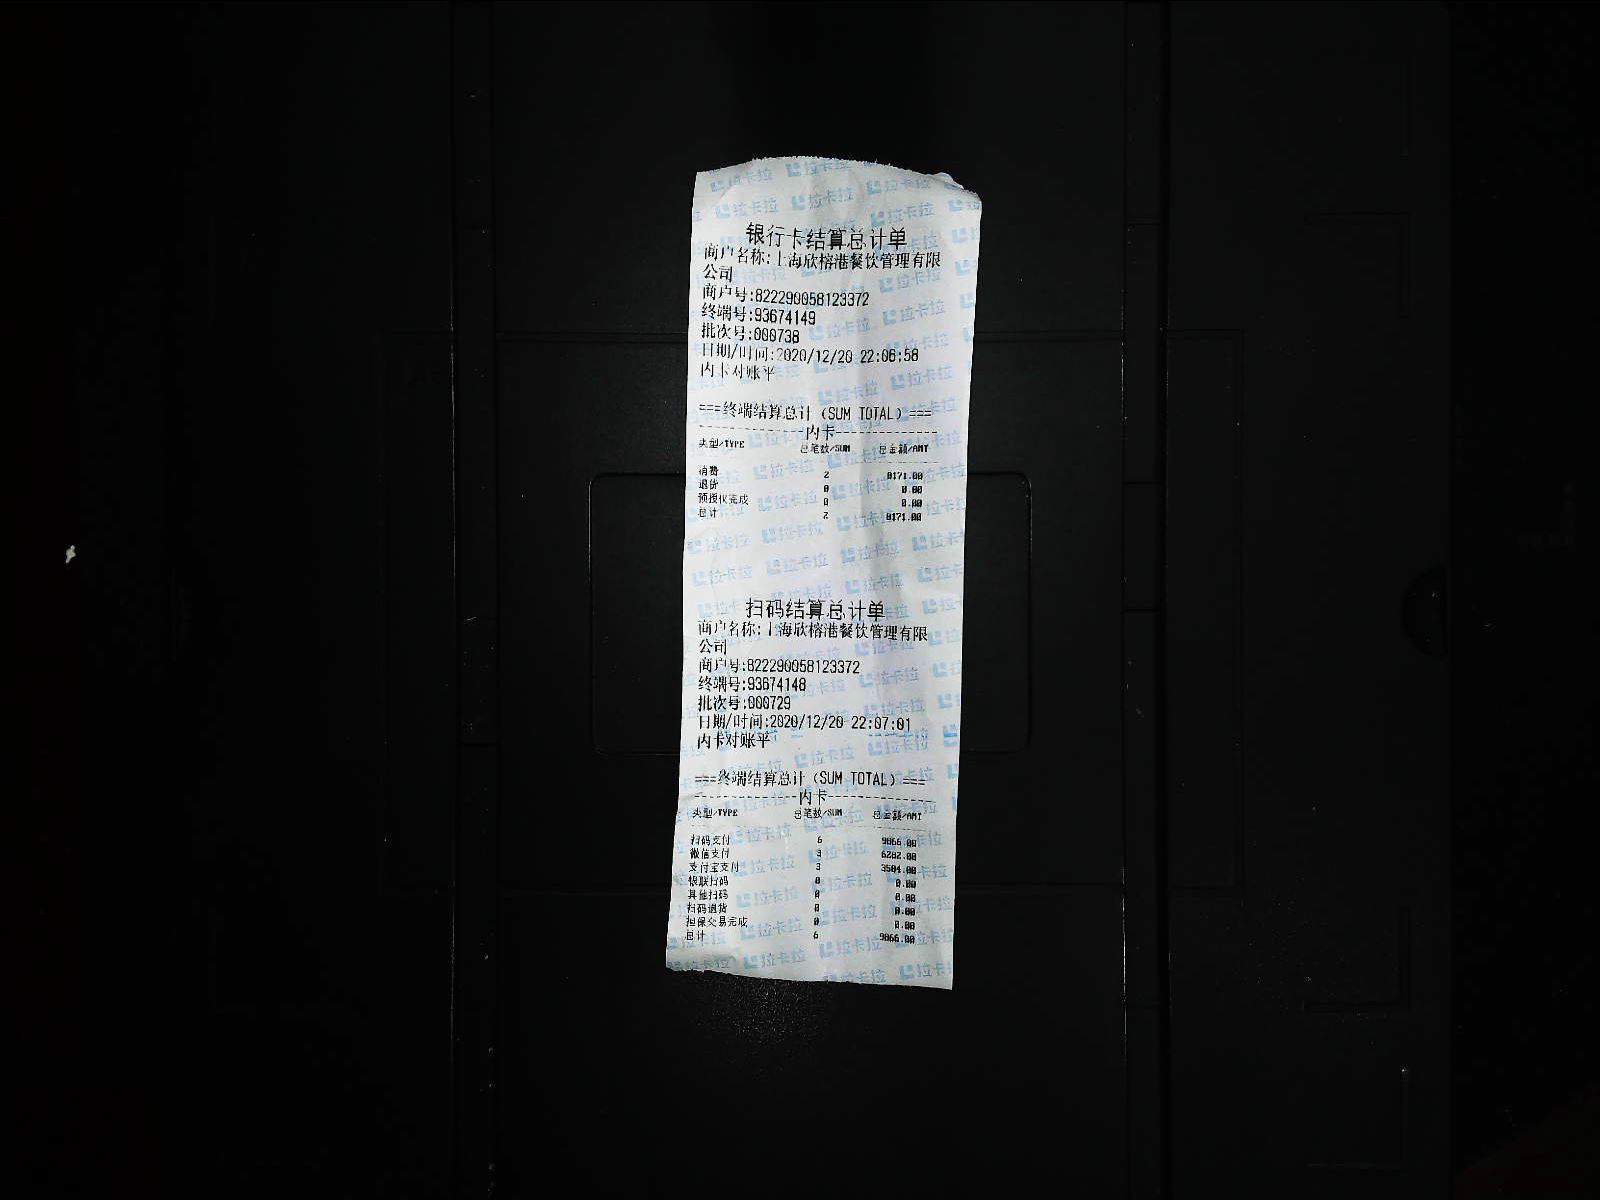 银行卡结算总计单
商户名称:上海欣榕港餐饮管理有限
公司
商户号:822290058123372
终端号:93674149
批次号:000738
日期/时间:2020/12/20 22:06:58
内卡对账平
===终端结算总计(SUM TOTAL)===
内卡
类型/TYPE 总笔数/SUM 总金额/AMT
消费 2 8171.00
退货 0 0.00
预授权完成 0 0.00
总计 2 8171.00
扫码结算总计单
商户名称:上海欣榕港餐饮管理有限
公司
商户号:822290058123372
终端号:93674148
批次号:000729
日期/时间:2020/12/20 22:07:01
内卡对账平
===终端结算总计(SUM TOTAL)===
内卡
类型/TYPE 总笔数/SUM 总金额/AMT
扫码支付 6 9866.00
微信支付 3 6282.00
支付宝支付 3 3584.00
银联扫码 0 0.00
其他扫码 0 0.00
扫码退货 0 0.00
担保交易完成 0 0.00
总计 6 9866.00
拉卡拉